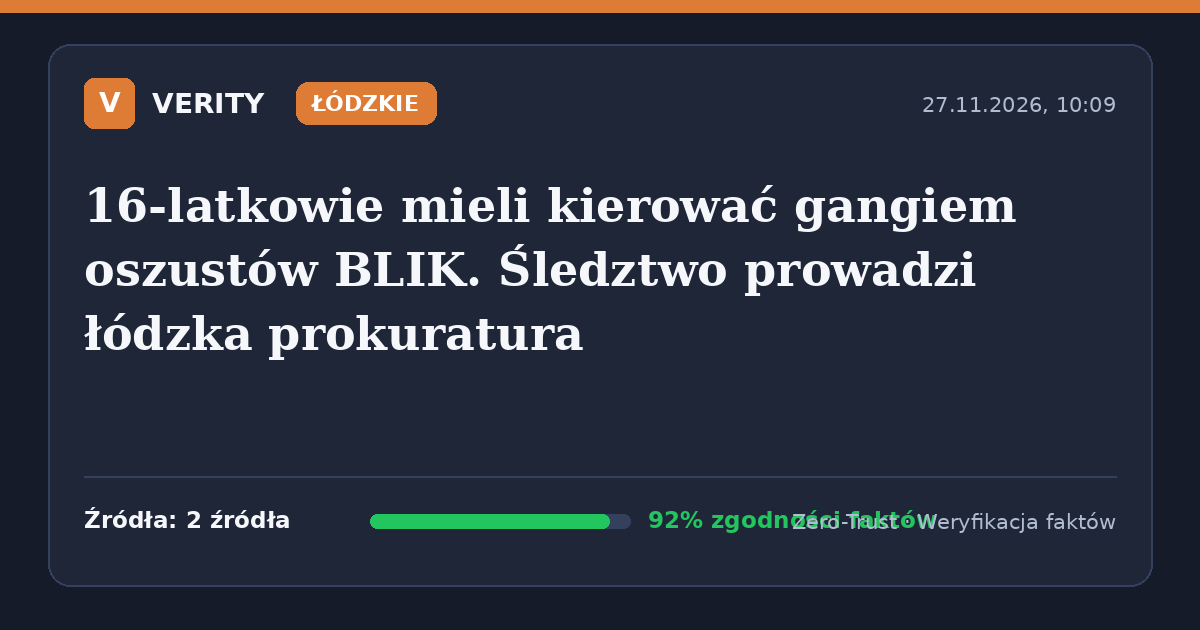 V VERITY ŁÓDZKIE 27.11.2026, 10:09
16-latkowie mieli kierować gangiem
oszustów BLIK. Śledztwo prowadzi
łódzka prokuratura
Źródła: 2 źródła 92% zgodności faktów Zero-Trust · Weryfikacja faktów